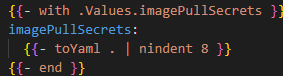 {{- with .Values.imagePullSecrets }}
imagePullSecrets:
  {{- toYaml . | nindent 8 }}
{{- end }}